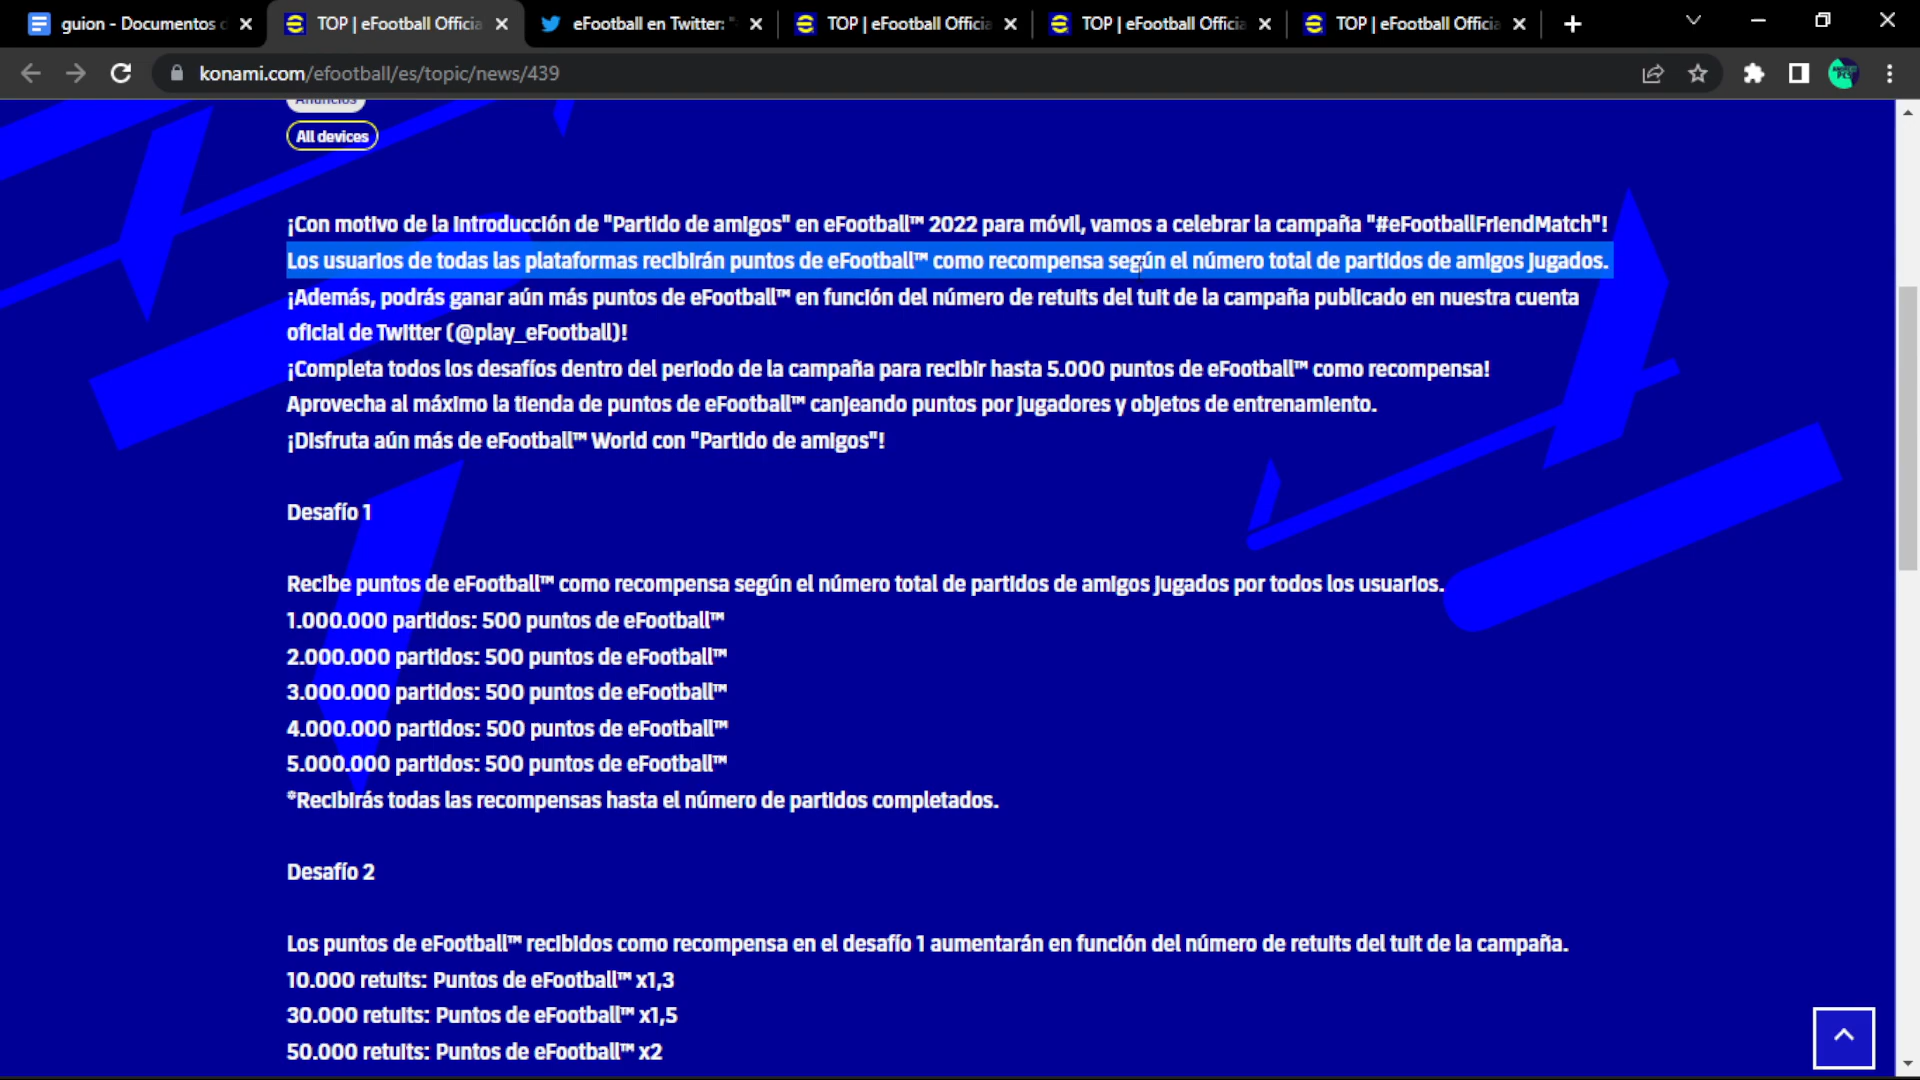 guion - Documentos d
TOP | eFootball Officia
eFootball en Twitter: "
TOP | eFootball Officia
TOP | eFootball Officia
TOP | eFootball Officia
konami.com/efootball/es/topic/news/439
Anuncios
All devices
¡Con motivo de la introducción de "Partido de amigos" en eFootball™ 2022 para móvil, vamos a celebrar la campaña "#eFootballFriendMatch"!
Los usuarios de todas las plataformas recibirán puntos de eFootball™ como recompensa según el número total de partidos de amigos jugados.
¡Además, podrás ganar aún más puntos de eFootball™ en función del número de retuits del tuit de la campaña publicado en nuestra cuenta
oficial de Twitter (@play_eFootball)!
¡Completa todos los desafíos dentro del periodo de la campaña para recibir hasta 5.000 puntos de eFootball™ como recompensa!
Aprovecha al máximo la tienda de puntos de eFootball™ canjeando puntos por jugadores y objetos de entrenamiento.
¡Disfruta aún más de eFootball™ World con "Partido de amigos"!
Desafío 1
Recibe puntos de eFootball™ como recompensa según el número total de partidos de amigos jugados por todos los usuarios.
1.000.000 partidos: 500 puntos de eFootball™
2.000.000 partidos: 500 puntos de eFootball™
3.000.000 partidos: 500 puntos de eFootball™
4.000.000 partidos: 500 puntos de eFootball™
5.000.000 partidos: 500 puntos de eFootball™
*Recibirás todas las recompensas hasta el número de partidos completados.
Desafío 2
Los puntos de eFootball™ recibidos como recompensa en el desafío 1 aumentarán en función del número de retuits del tuit de la campaña.
10.000 retuits: Puntos de eFootball™ x1,3
30.000 retuits: Puntos de eFootball™ x1,5
50.000 retuits: Puntos de eFootball™ x2